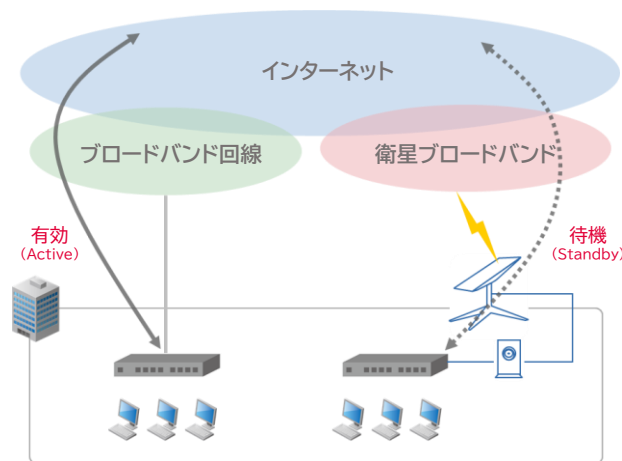 インターネット
ブロードバンド回線
衛星ブロードバンド
有効
(Active)
待機
(Standby)